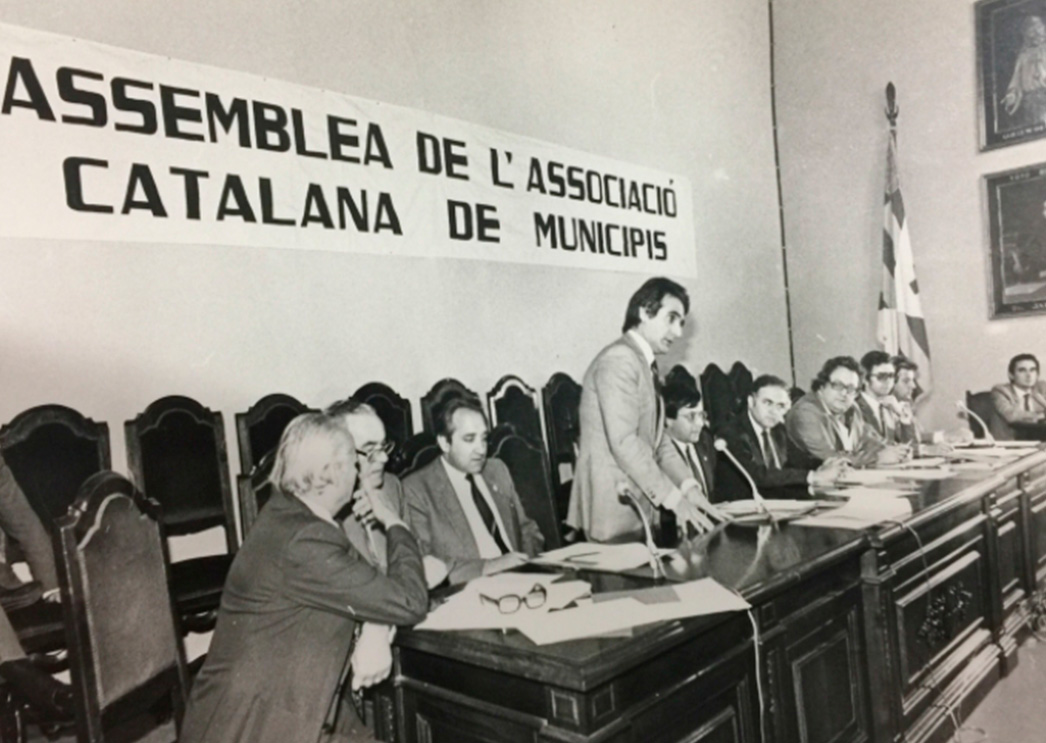 ASSEMBLEA DE L'ASSOCIACIÓ
CATALANA DE MUNICIPIS